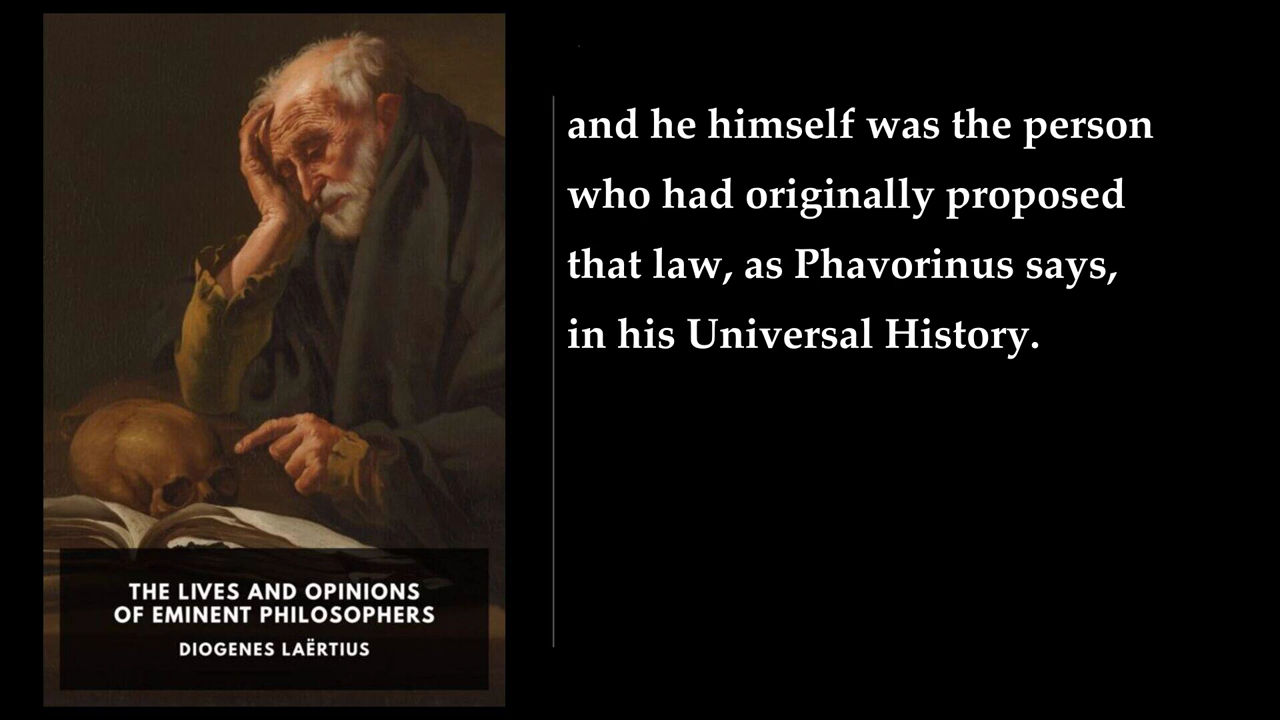 and he himself was the person
who had originally proposed
that law, as Phavorinus says,
in his Universal History.
THE LIVES AND OPINIONS
OF EMINENT PHILOSOPHERS
DIOGENES LAËRTIUS